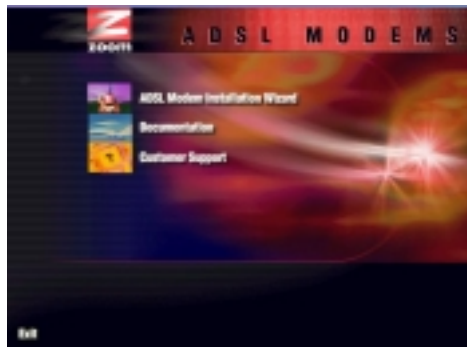 ZOOM
ADSL MODEMS
ADSL Modem Installation Wizard
Documentation
Customer Support
Exit